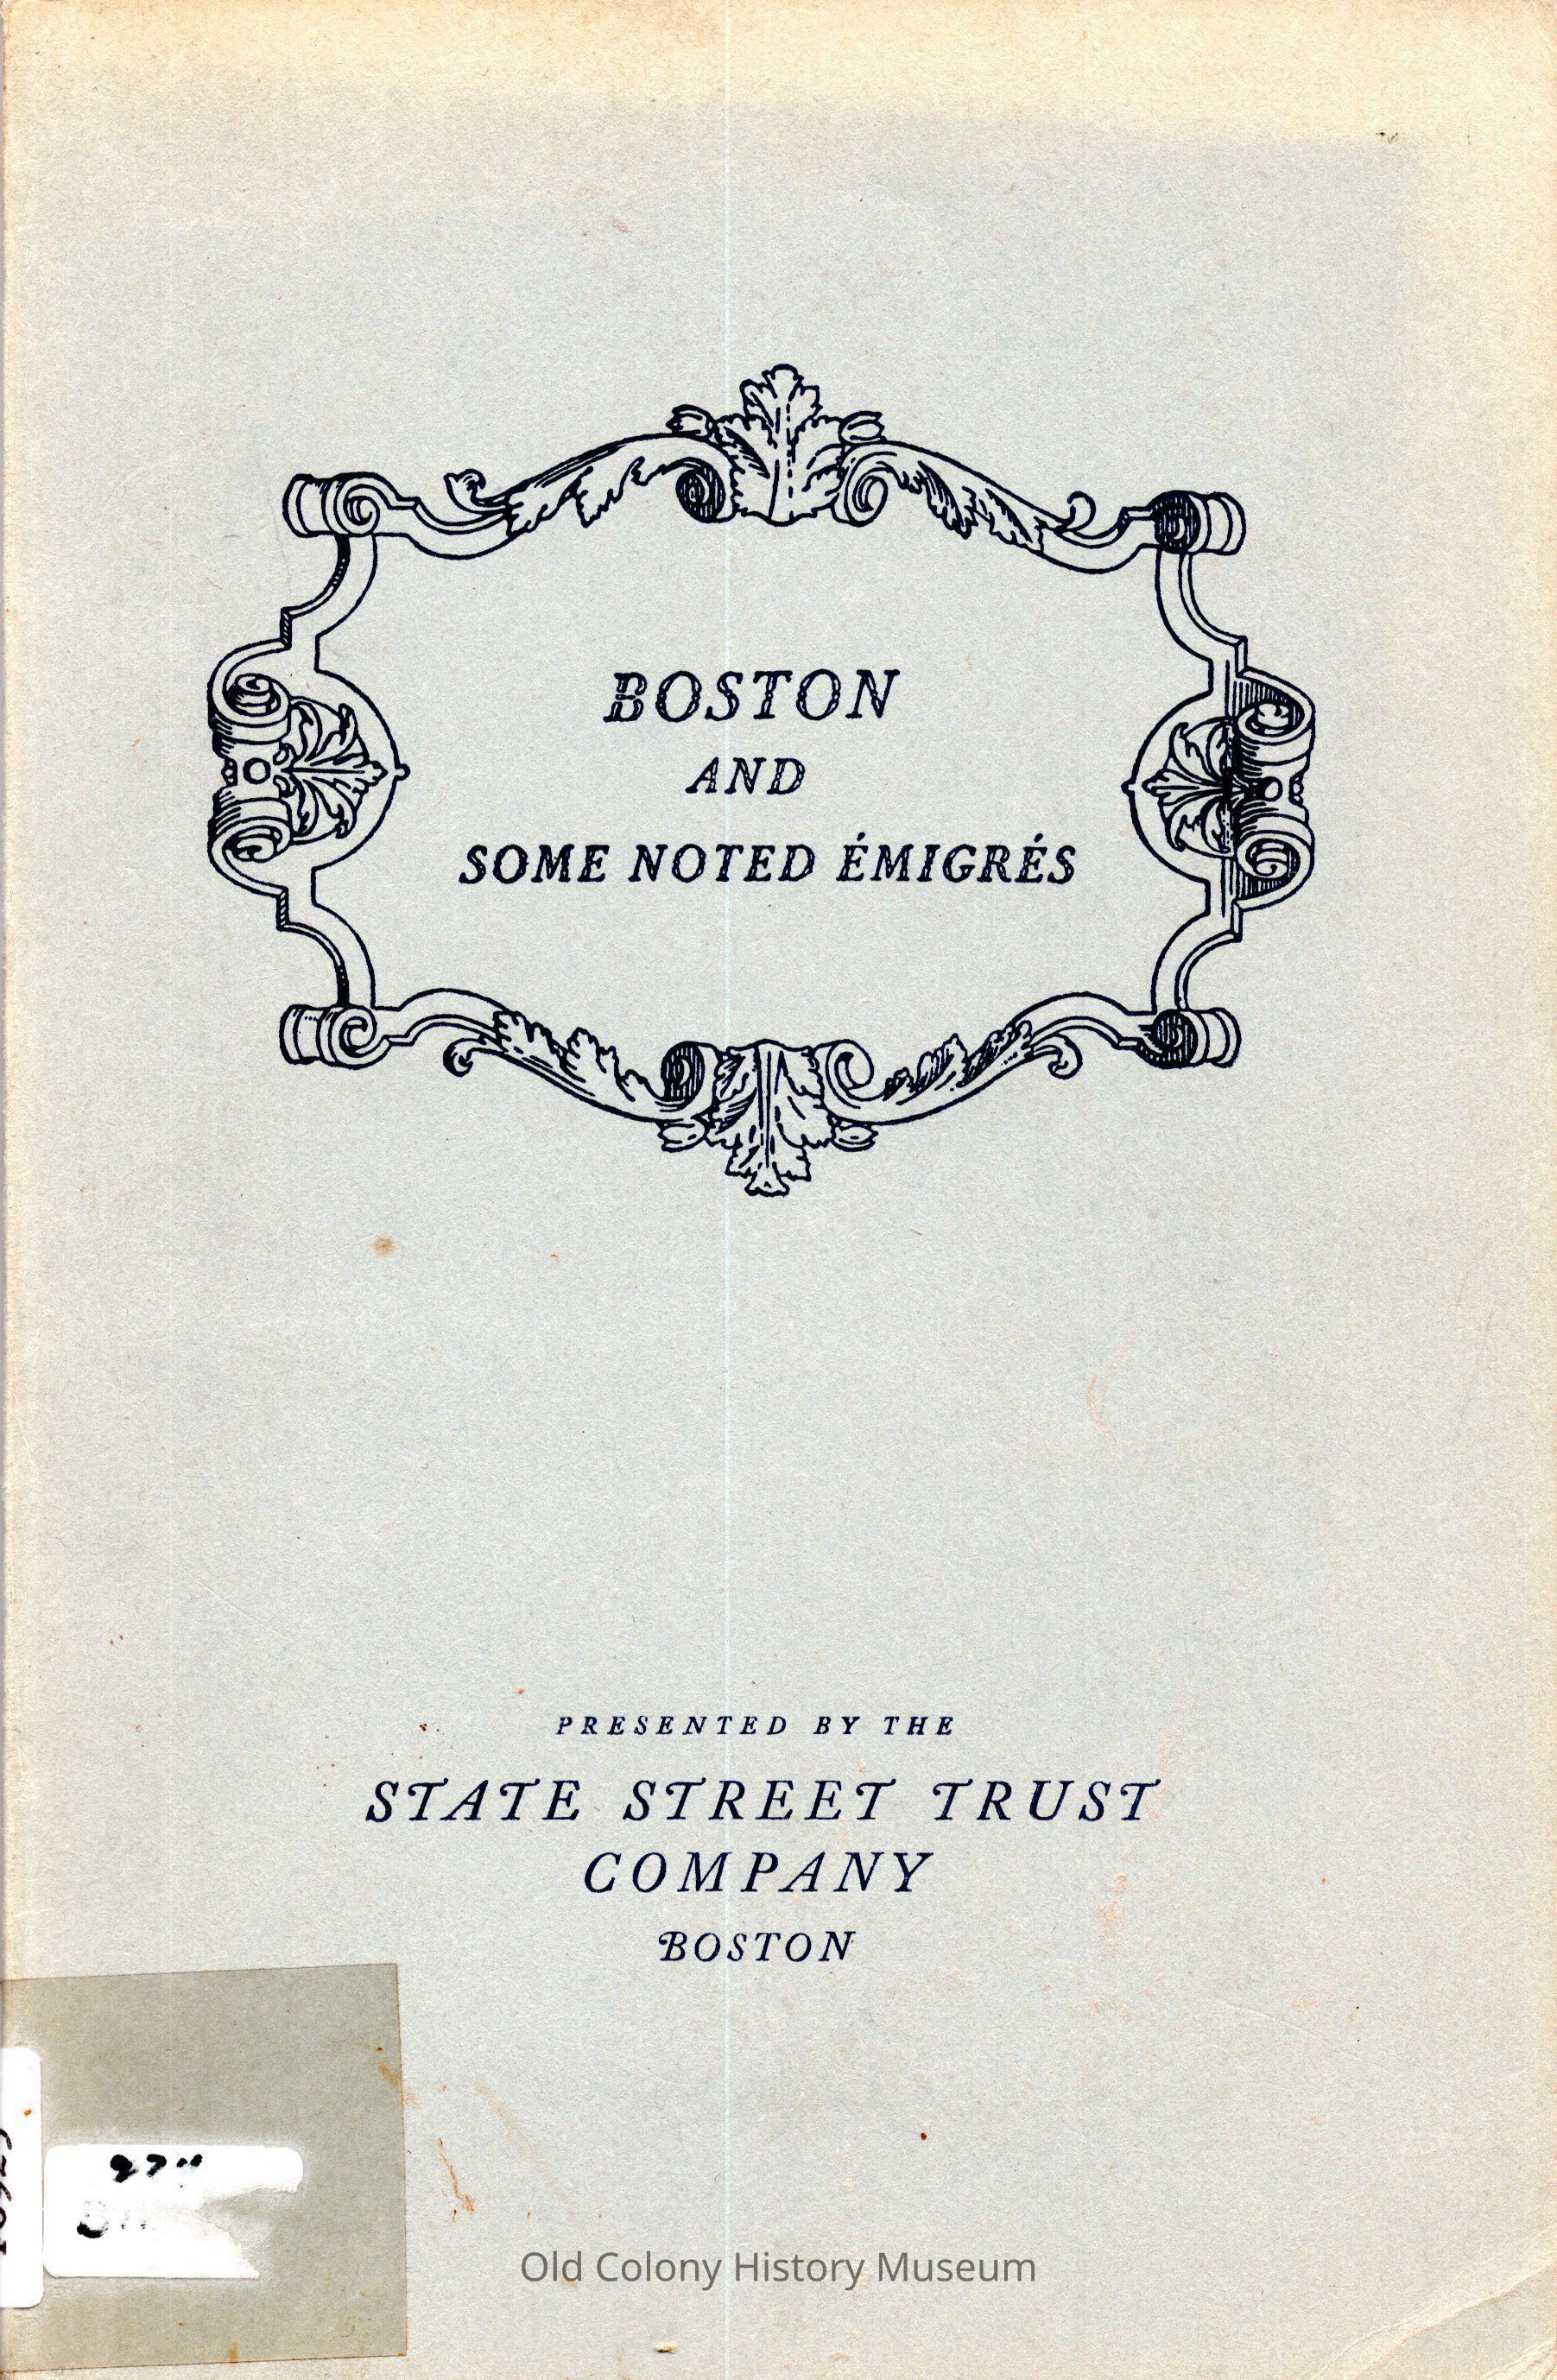 BOSTON
AND
SOME NOTED ÉMIGRÉS
PRESENTED BY THE
STATE STREET TRUST
COMPANY
BOSTON
Old Colony History Museum